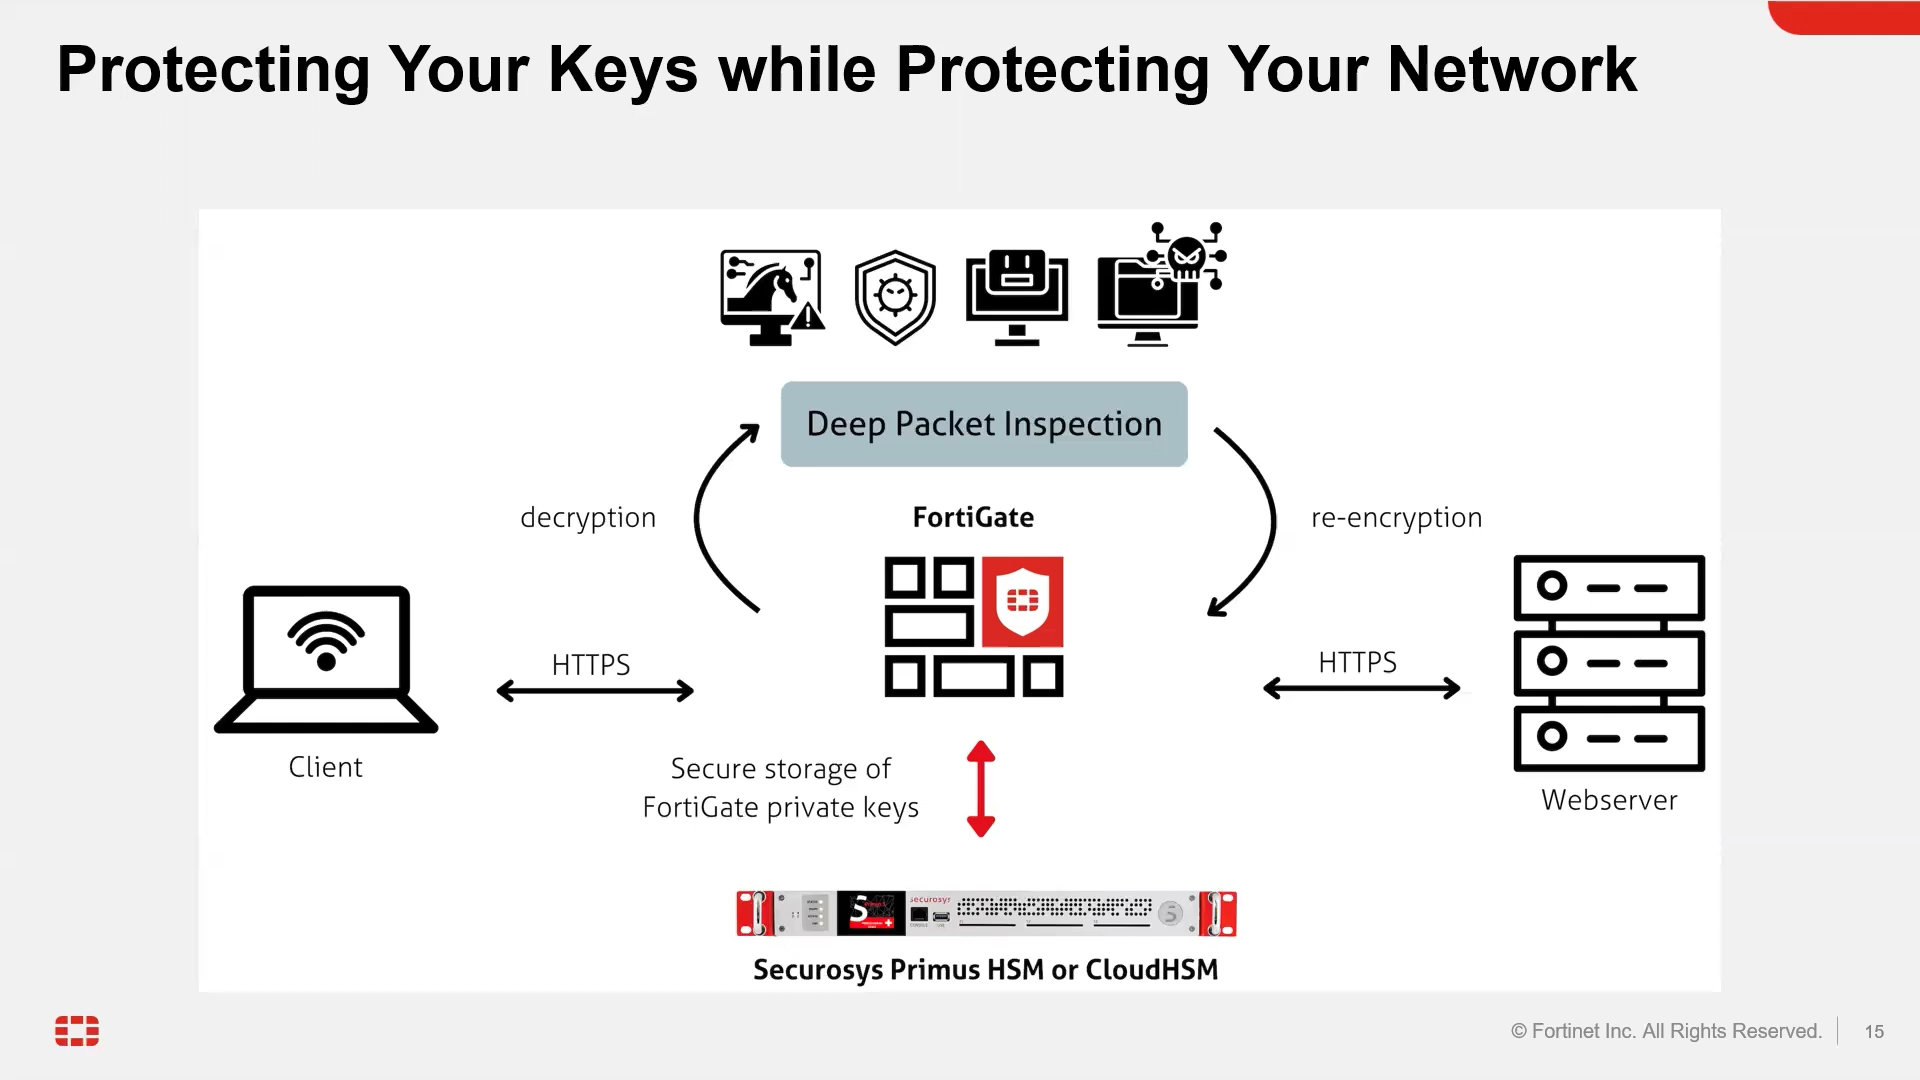 Protecting Your Keys while Protecting Your Network
Deep Packet Inspection
decryption
FortiGate
re-encryption
HTTPS
HTTPS
Client
Secure storage of
FortiGate private keys
Webserver
securosys
Securosys Primus HSM or CloudHSM
© Fortinet Inc. All Rights Reserved.
15